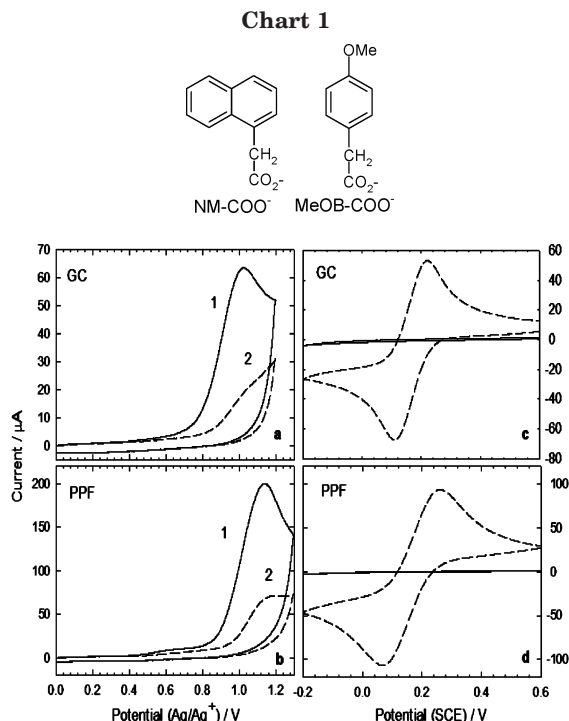 Chart 1
OMe
CH2
CO2-
CH2
CO2-
NM-COO- MeOB-COO-
Current / µA
70
60
50
40
30
20
10
0
GC
1
2
a
GC
c
60
40
20
0
-20
-40
-60
-80
200
150
100
50
0
PPF
1
2
b
PPF
d
100
50
0
-50
-100
0.0 0.2 0.4 0.6 0.8 1.0 1.2
-0.2 0.0 0.2 0.4 0.6
Potential (Ag/Ag+) / V
Potential (SCE) / V